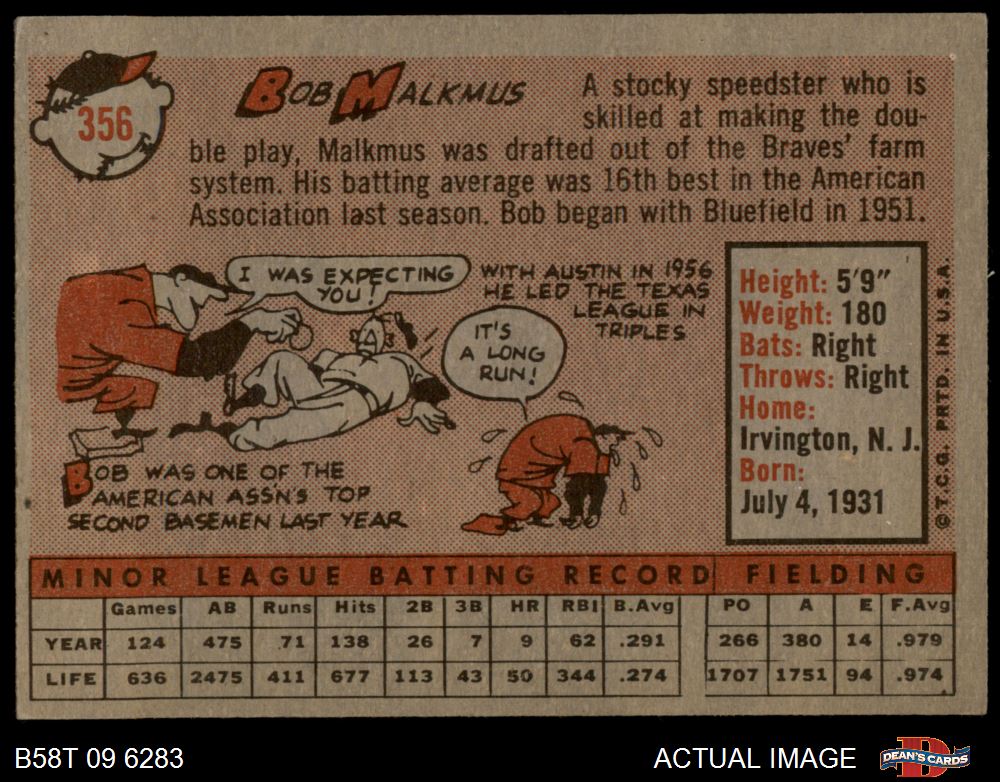 356
BOB MALKMUS
A stocky speedster who is
skilled at making the dou-
ble play, Malkmus was drafted out of the Braves' farm
system. His batting average was 16th best in the American
Association last season. Bob began with Bluefield in 1951.
I WAS EXPECTING
YOU!
WITH AUSTIN IN 1956
HE LED THE TEXAS
LEAGUE IN
TRIPLES
IT'S
A LONG
RUN!
BOB WAS ONE OF THE
AMERICAN ASSN'S TOP
SECOND BASEMEN LAST YEAR
Height: 5'9"
Weight: 180
Bats: Right
Throws: Right
Home:
Irvington, N. J.
Born:
July 4, 1931
© T.C.G. PRTD. IN U.S.A.
MINOR LEAGUE BATTING RECORD FIELDING
Games AB Runs Hits 2B 3B HR RBI B.Avg PO A E F.Avg
YEAR 124 475 71 138 26 7 9 62 .291 266 380 14 .979
LIFE 636 2475 411 677 113 43 50 344 .274 1707 1751 94 .974
B58T 09 6283
ACTUAL IMAGE
DEAN'S CARDS